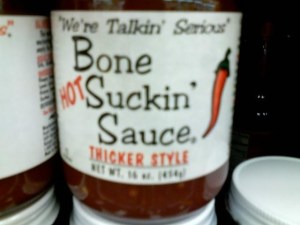 "We're Talkin' Serious"
Bone
HOT Suckin'
Sauce
THICKER STYLE
NET WT. 16 oz. (454g)